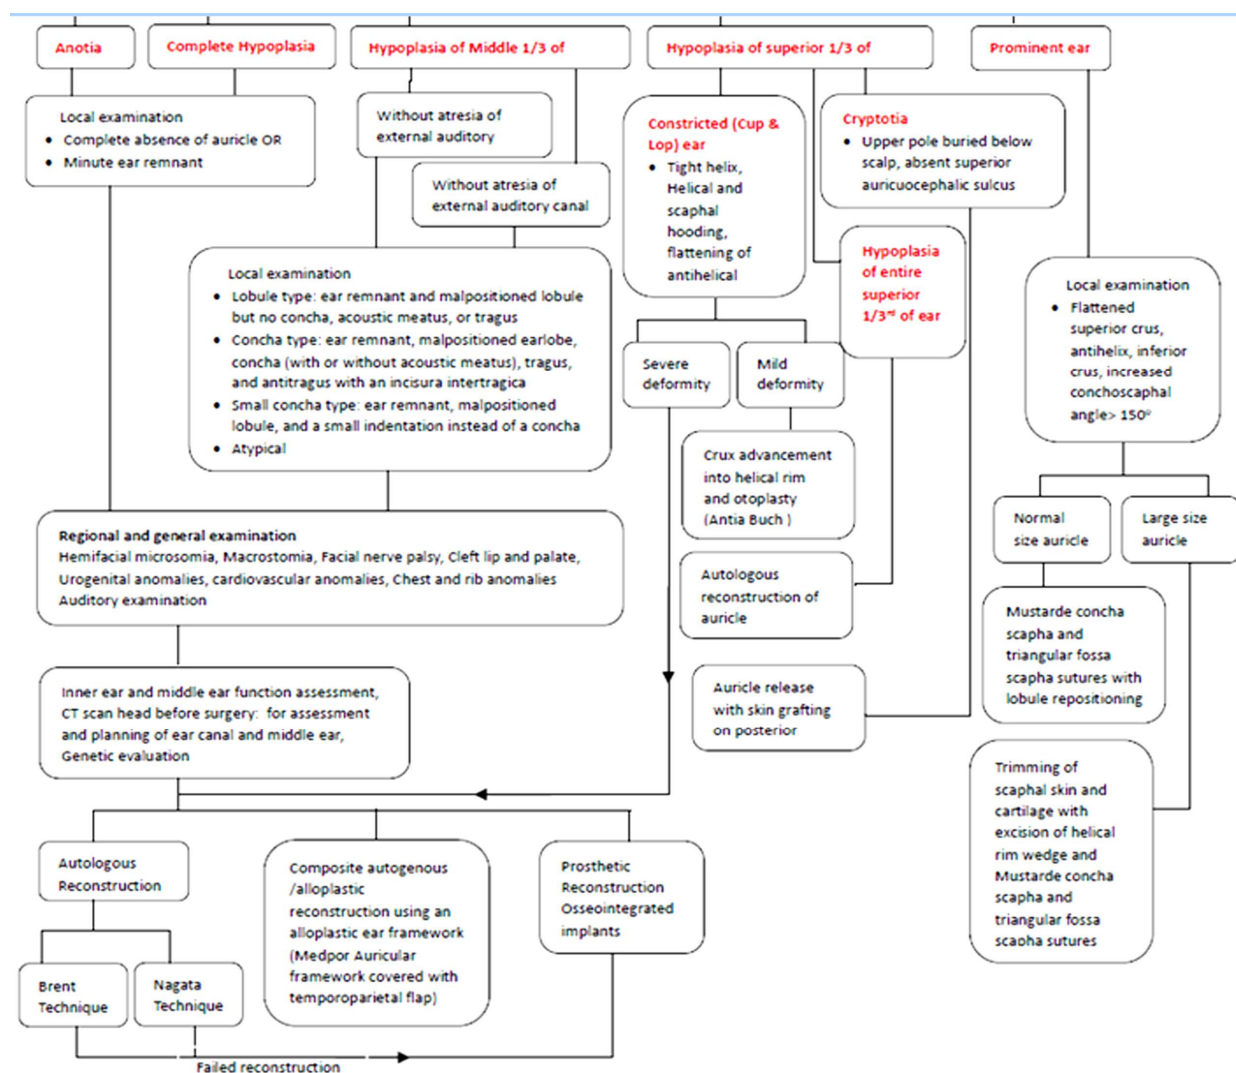 Anotia
Complete Hypoplasia
Hypoplasia of Middle 1/3 of
Hypoplasia of superior 1/3 of
Prominent ear
Local examination
• Complete absence of auricle OR
• Minute ear remnant
Without atresia of
external auditory
Without atresia of
external auditory canal
Constricted (Cup &
Lop) ear
• Tight helix,
Helical and
scaphal
hooding,
flattening of
antihelical
Cryptotia
• Upper pole buried below
scalp, absent superior
auricuocephalic sulcus
Hypoplasia
of entire
superior
1/3rd of ear
Local examination
• Lobule type: ear remnant and malpositioned lobule
but no concha, acoustic meatus, or tragus
• Concha type: ear remnant, malpositioned earlobe,
concha (with or without acoustic meatus), tragus,
and antitragus with an incisura intertragica
• Small concha type: ear remnant, malpositioned
lobule, and a small indentation instead of a concha
• Atypical
Local examination
• Flattened
superior crus,
antihelix, inferior
crus, increased
conchoscaphal
angle> 150°
Severe
deformity
Mild
deformity
Crux advancement
into helical rim
and otoplasty
(Antia Buch )
Normal
size auricle
Large size
auricle
Regional and general examination
Hemifacial microsomia, Macrostomia, Facial nerve palsy, Cleft lip and palate,
Urogenital anomalies, cardiovascular anomalies, Chest and rib anomalies
Auditory examination
Autologous
reconstruction of
auricle
Mustarde concha
scapha and
triangular fossa
scapha sutures with
lobule repositioning
Inner ear and middle ear function assessment,
CT scan head before surgery: for assessment
and planning of ear canal and middle ear,
Genetic evaluation
Auricle release
with skin grafting
on posterior
Trimming of
scaphal skin and
cartilage with
excision of helical
rim wedge and
Mustarde concha
scapha and
triangular fossa
scapha sutures
Autologous
Reconstruction
Composite autogenous
/alloplastic
reconstruction using an
alloplastic ear framework
(Medpor Auricular
framework covered with
temporoparietal flap)
Prosthetic
Reconstruction
Osseointegrated
implants
Brent
Technique
Nagata
Technique
Failed reconstruction